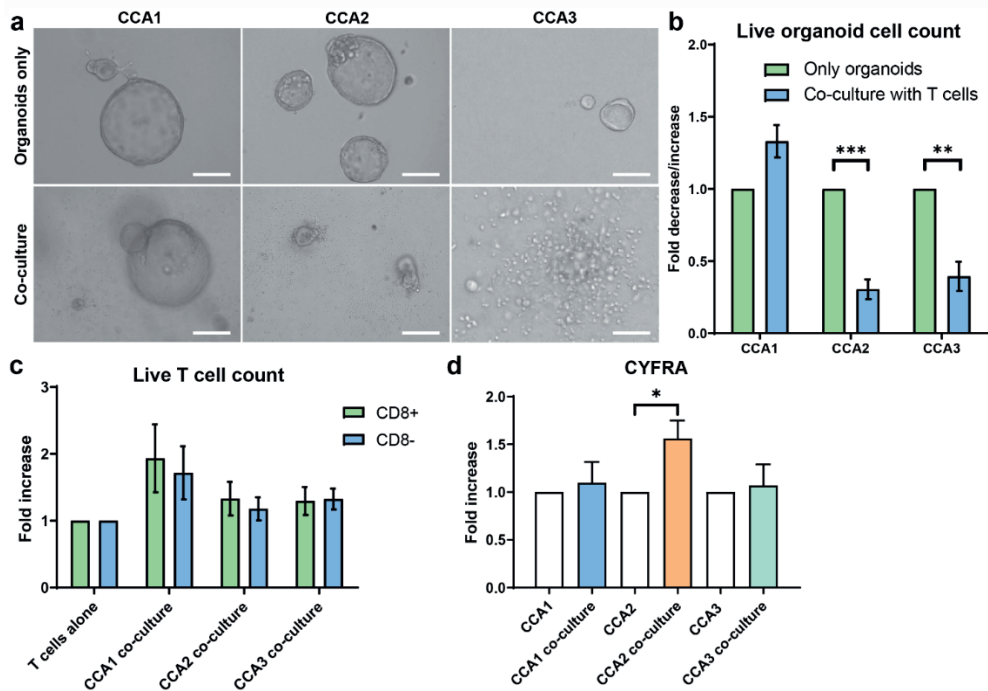 a
CCA1 CCA2 CCA3
Organoids only
Co-culture
b
Live organoid cell count
Fold decrease/increase
2.0
1.5
1.0
0.5
0.0
Only organoids
Co-culture with T cells
*** **
CCA1 CCA2 CCA3
c
Live T cell count
Fold increase
3
2
1
0
CD8+
CD8-
T cells alone CCA1 co-culture CCA2 co-culture CCA3 co-culture
d
CYFRA
Fold increase
2.0
1.5
1.0
0.5
0.0
*
CCA1 CCA1 co-culture CCA2 CCA2 co-culture CCA3 CCA3 co-culture